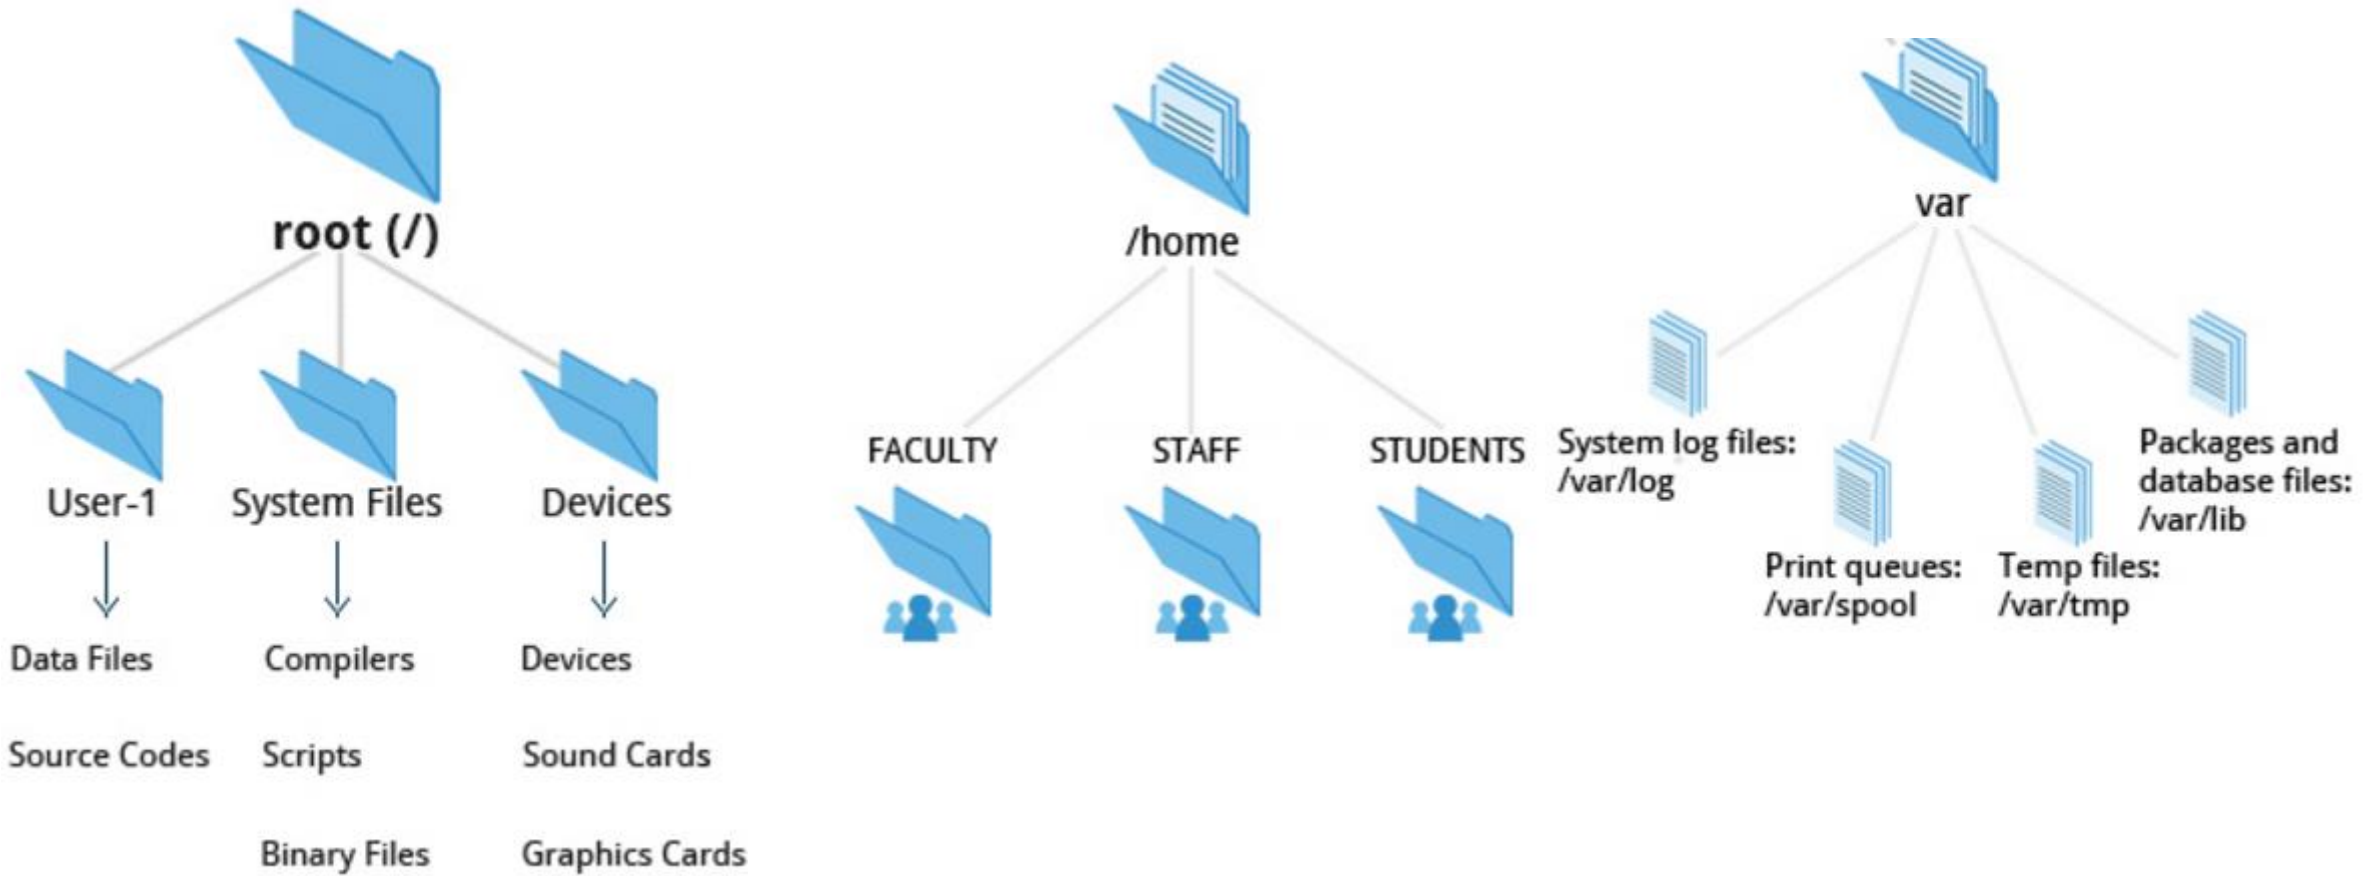 root (/)
User-1
System Files
Devices
Data Files
Compilers
Devices
Source Codes
Scripts
Sound Cards
Binary Files
Graphics Cards
/home
FACULTY
STAFF
STUDENTS
var
System log files:
/var/log
Print queues:
/var/spool
Temp files:
/var/tmp
Packages and
database files:
/var/lib